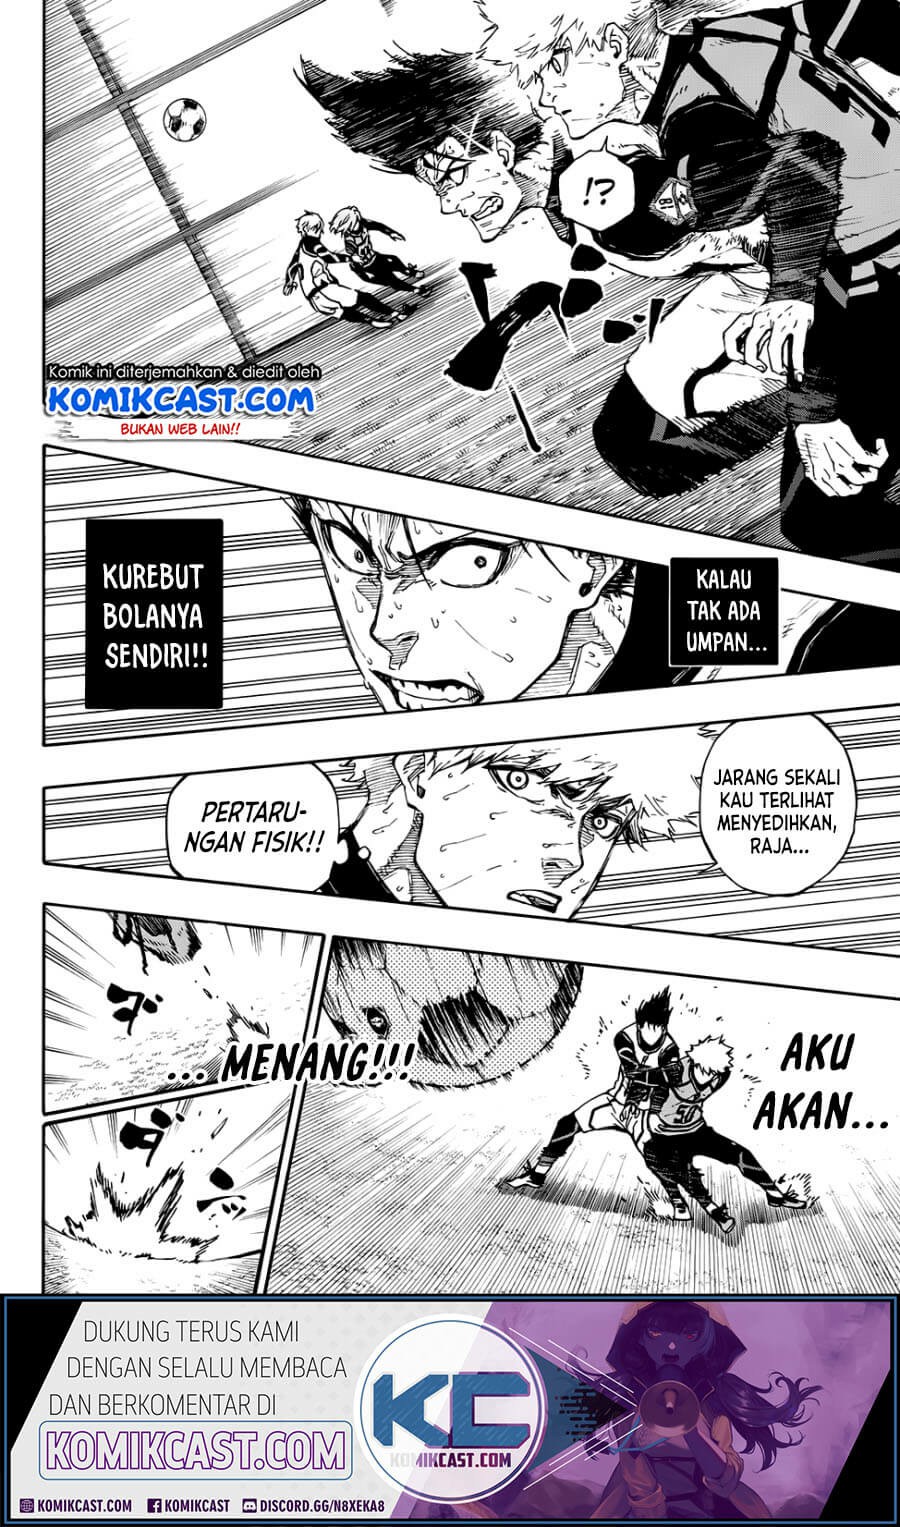 !?
Komik ini diterjemahkan & diedit oleh
KOMIKCAST.COM
BUKAN WEB LAIN!!
KALAU
TAK ADA
UMPAN...
KUREBUT
BOLANYA
SENDIRI!!
JARANG SEKALI
KAU TERLIHAT
MENYEDIHKAN,
RAJA...
PERTARU-
NGAN FISIK!!
AKU
AKAN...
50
... MENANG!!!
DUKUNG TERUS KAMI
DENGAN SELALU MEMBACA
DAN BERKOMENTAR DI
KOMIKCAST.COM
KC
KOMIKCAST.COM
KOMIKCAST.COM
KOMIKCAST
DISCORD.GG/N8XEKA8